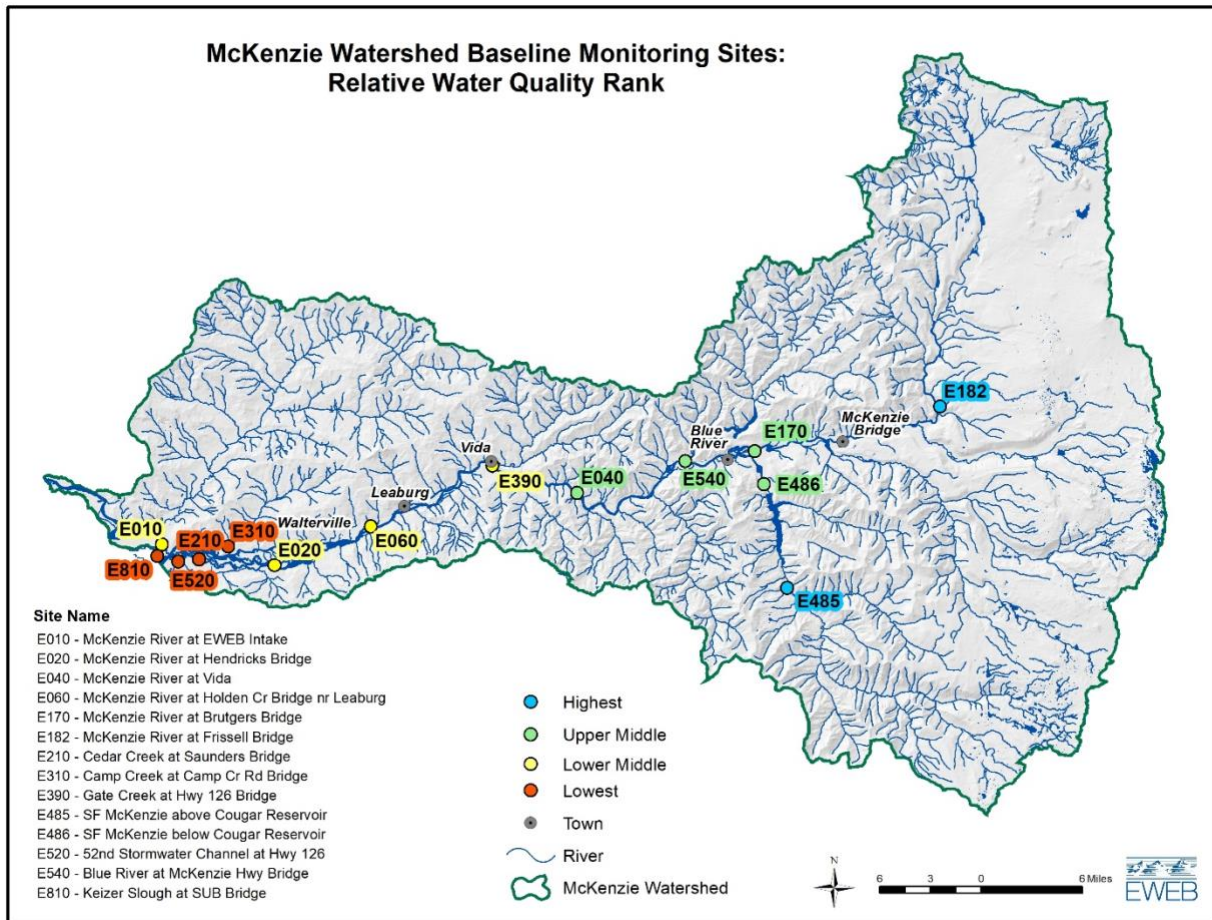 McKenzie Watershed Baseline Monitoring Sites:
Relative Water Quality Rank
E182
McKenzie
Bridge
E170
Blue
River
Vida
E390
E040
E540
E486
Leaburg
E310
Walterville
E210
E010
E020
E060
E810
E520
E485
Site Name
E010 - McKenzie River at EWEB Intake
E020 - McKenzie River at Hendricks Bridge
E040 - McKenzie River at Vida
E060 - McKenzie River at Holden Cr Bridge nr Leaburg
E170 - McKenzie River at Brutgers Bridge
E182 - McKenzie River at Frissell Bridge
E210 - Cedar Creek at Saunders Bridge
E310 - Camp Creek at Camp Cr Rd Bridge
E390 - Gate Creek at Hwy 126 Bridge
E485 - SF McKenzie above Cougar Reservoir
E486 - SF McKenzie below Cougar Reservoir
E520 - 52nd Stormwater Channel at Hwy 126
E540 - Blue River at McKenzie Hwy Bridge
E810 - Keizer Slough at SUB Bridge
Highest
Upper Middle
Lower Middle
Lowest
Town
River
McKenzie Watershed
N
6 3 0 6 Miles
EWEB